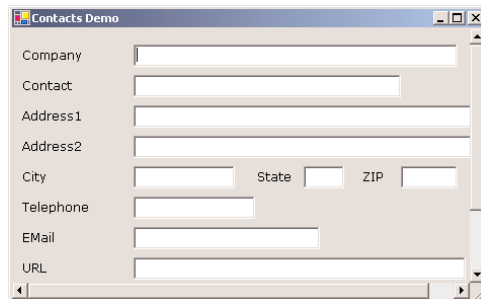 Contacts Demo
Company
Contact
Address1
Address2
City State ZIP
Telephone
EMail
URL